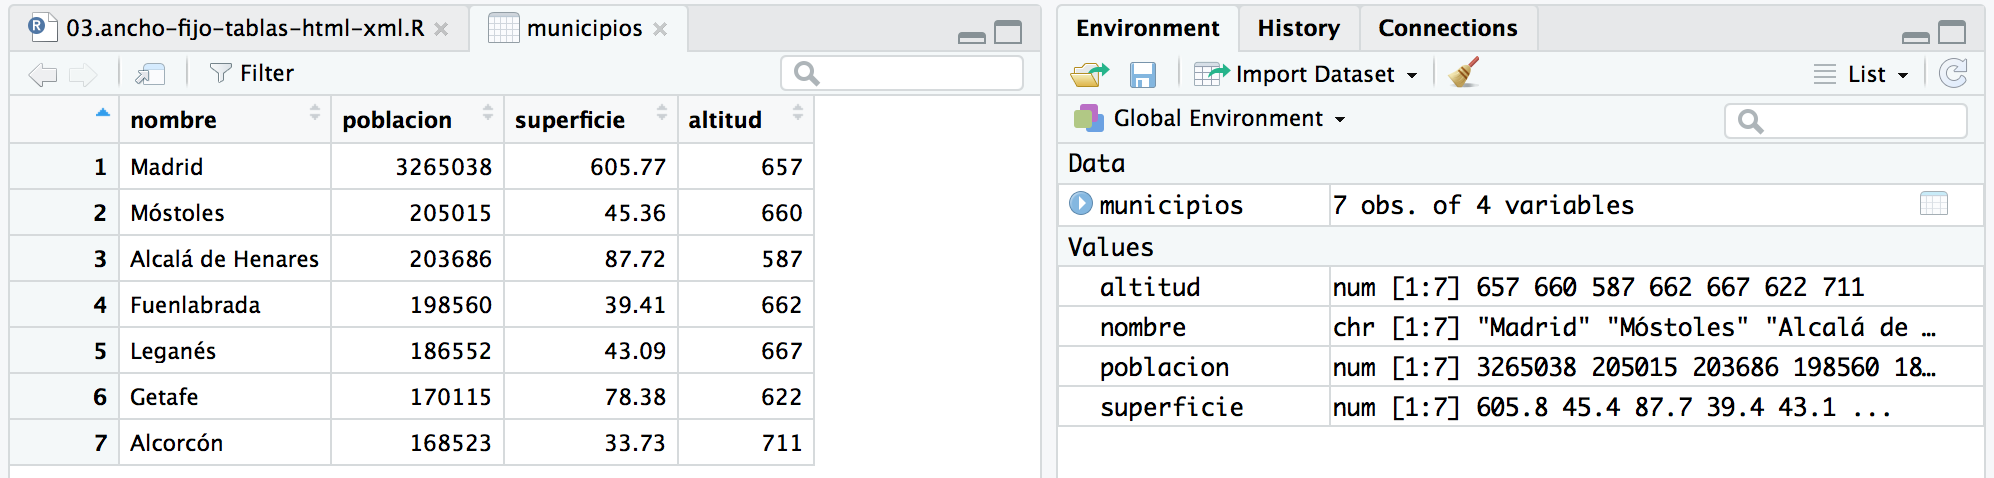 03.ancho-fijo-tablas-html-xml.R
municipios
Filter
nombre poblacion superficie altitud
1 Madrid 3265038 605.77 657
2 Móstoles 205015 45.36 660
3 Alcalá de Henares 203686 87.72 587
4 Fuenlabrada 198560 39.41 662
5 Leganés 186552 43.09 667
6 Getafe 170115 78.38 622
7 Alcorcón 168523 33.73 711
Environment History Connections
Import Dataset List
Global Environment
Data
municipios 7 obs. of 4 variables
Values
altitud num [1:7] 657 660 587 662 667 622 711
nombre chr [1:7] "Madrid" "Móstoles" "Alcalá de …
poblacion num [1:7] 3265038 205015 203686 198560 18…
superficie num [1:7] 605.8 45.4 87.7 39.4 43.1 ...